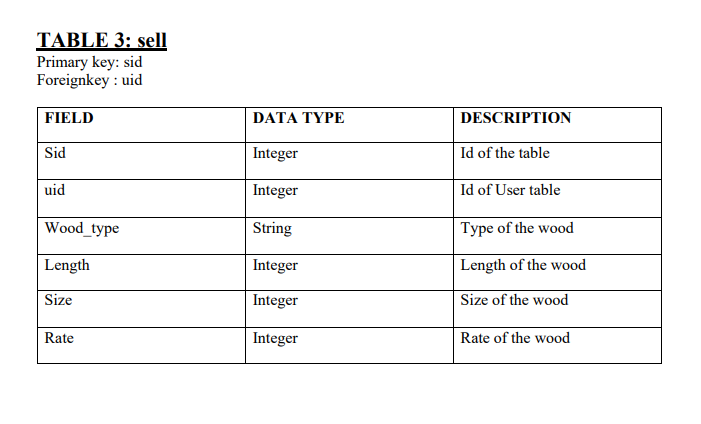 TABLE 3: sell
Primary key: sid
Foreignkey : uid
FIELD DATA TYPE DESCRIPTION
Sid Integer Id of the table
uid Integer Id of User table
Wood_type String Type of the wood
Length Integer Length of the wood
Size Integer Size of the wood
Rate Integer Rate of the wood